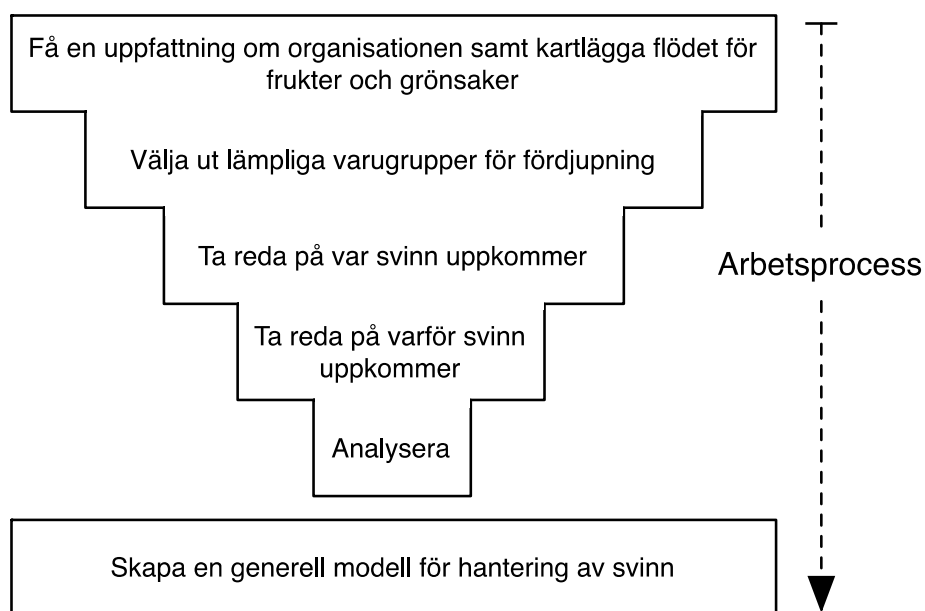 Få en uppfattning om organisationen samt kartlägga flödet för
frukter och grönsaker
Välja ut lämpliga varugrupper för fördjupning
Ta reda på var svinn uppkommer
Arbetsprocess
Ta reda på varför svinn
uppkommer
Analysera
Skapa en generell modell för hantering av svinn